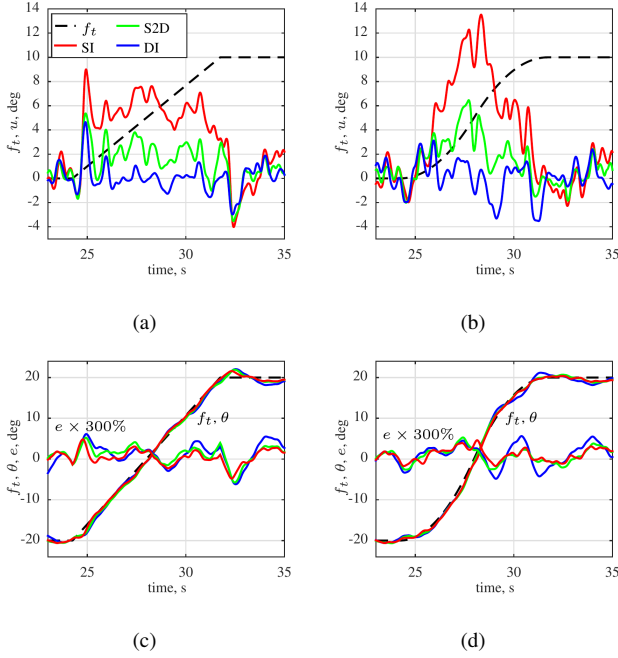 14
12
10
8
6
4
2
0
-2
-4
f_t, u, deg
f_t
SI
S2D
DI
25
30
35
time, s
(a)
14
12
10
8
6
4
2
0
-2
-4
f_t, u, deg
25
30
35
time, s
(b)
20
10
0
-10
-20
f_t, θ, e, deg
e × 300%
f_t, θ
25
30
35
time, s
(c)
20
10
0
-10
-20
f_t, θ, e, deg
e × 300%
f_t, θ
25
30
35
time, s
(d)